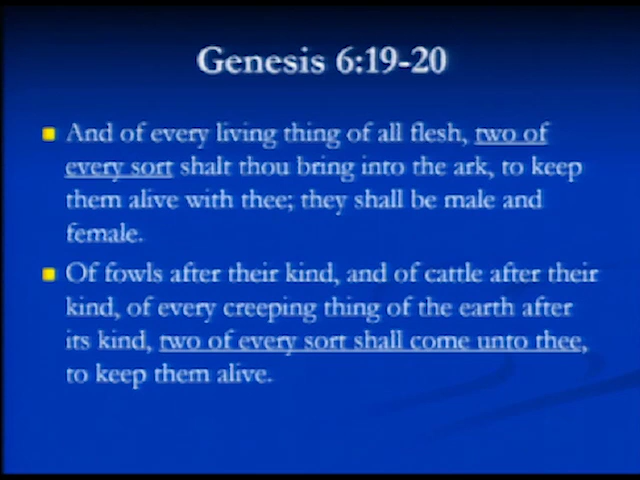 Genesis 6:19-20
And of every living thing of all flesh, two of
every sort shalt thou bring into the ark, to keep
them alive with thee; they shall be male and
female.
Of fowls after their kind, and of cattle after their
kind, of every creeping thing of the earth after
its kind, two of every sort shall come unto thee,
to keep them alive.